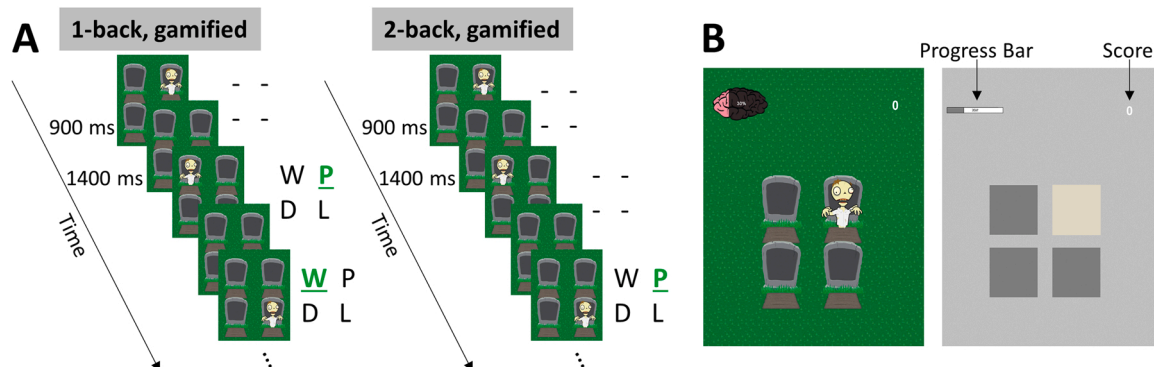 A
1-back, gamified
2-back, gamified
B
Progress Bar
Score
- -
- -
900 ms
1400 ms
W P
D L
W P
D L
Time
- -
- -
900 ms
1400 ms
- -
- -
W P
D L
Time
...
...
10%
0
0